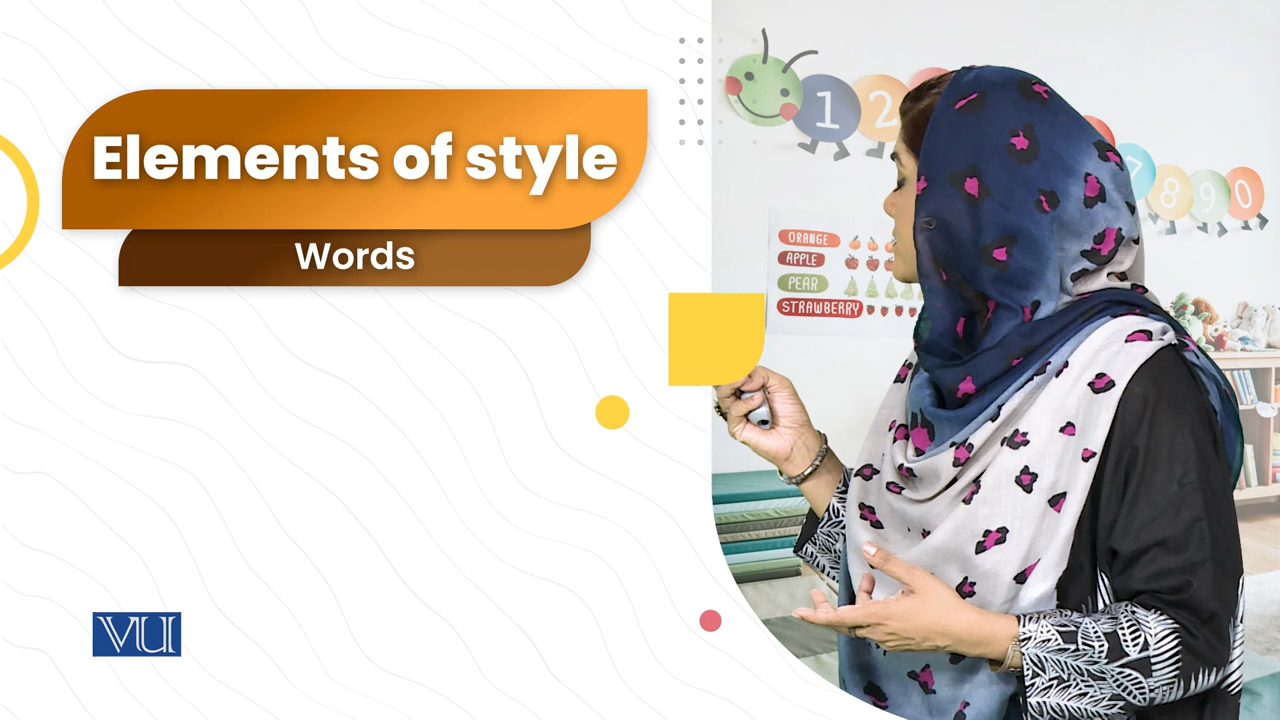 Elements of style
Words
1 2
7 8 9 0
ORANGE
APPLE
PEAR
STRAWBERRY
VU